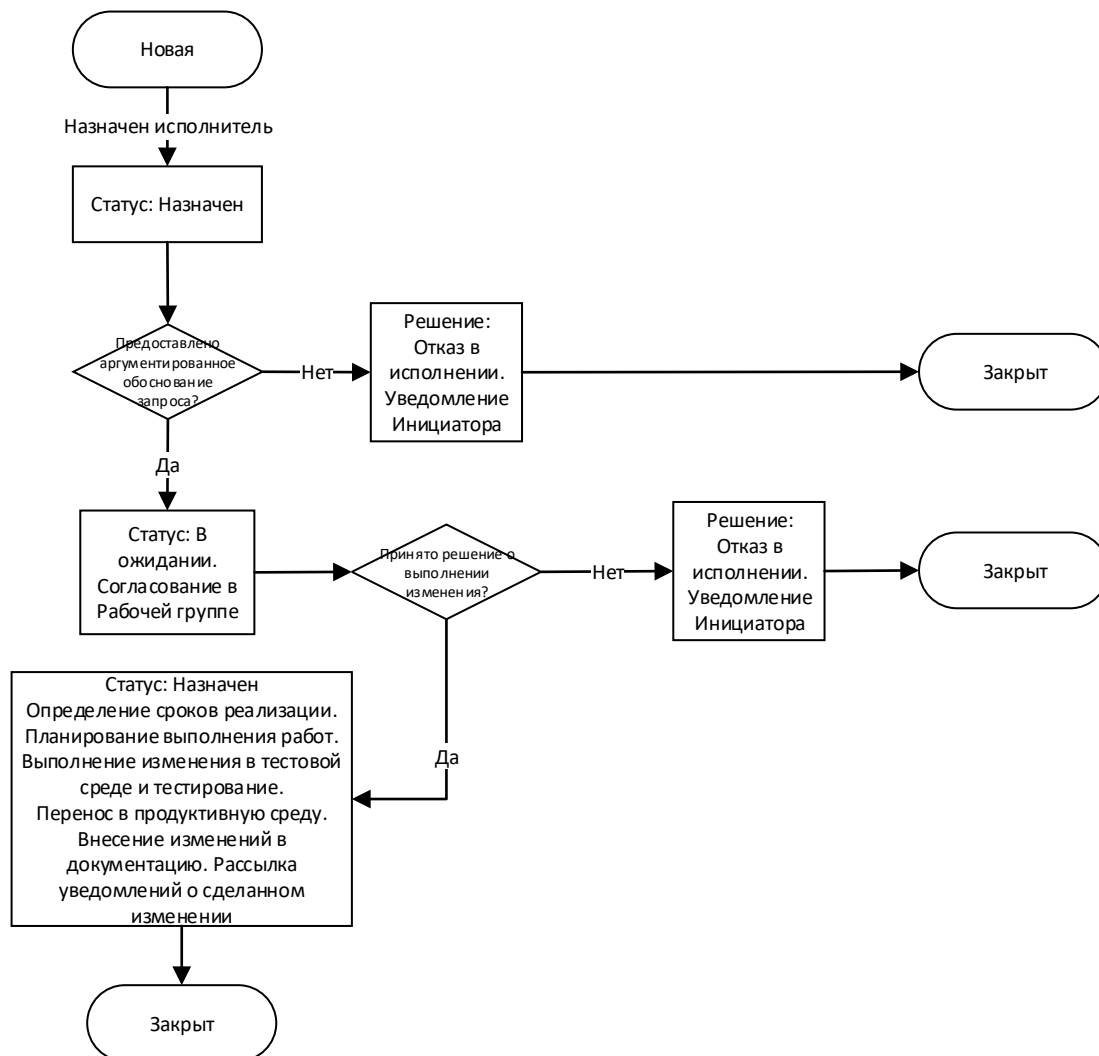 Новая
Назначен исполнитель
Статус: Назначен
Предоставлено
аргументированное
обоснование
запроса?
Нет
Решение:
Отказ в
исполнении.
Уведомление
Инициатора
Закрыт
Да
Статус: В
ожидании.
Согласование в
Рабочей группе
Принято решение о
выполнении
изменения?
Нет
Решение:
Отказ в
исполнении.
Уведомление
Инициатора
Закрыт
Да
Статус: Назначен
Определение сроков реализации.
Планирование выполнения работ.
Выполнение изменения в тестовой
среде и тестирование.
Перенос в продуктивную среду.
Внесение изменений в
документацию. Рассылка
уведомлений о сделанном
изменении
Закрыт